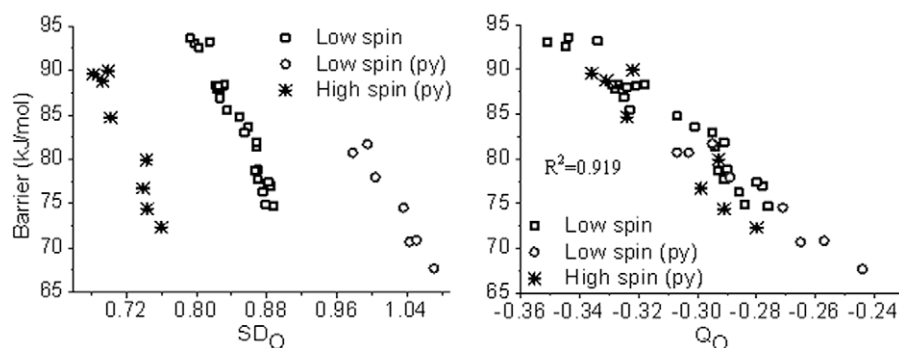 95
90
85
80
75
70
65
Barrier (kJ/mol)
Low spin
Low spin (py)
High spin (py)
0.72 0.80 0.88 0.96 1.04
SD_O
95
90
85
80
75
70
65
R²=0.919
Low spin
Low spin (py)
High spin (py)
-0.36 -0.34 -0.32 -0.30 -0.28 -0.26 -0.24
Q_O